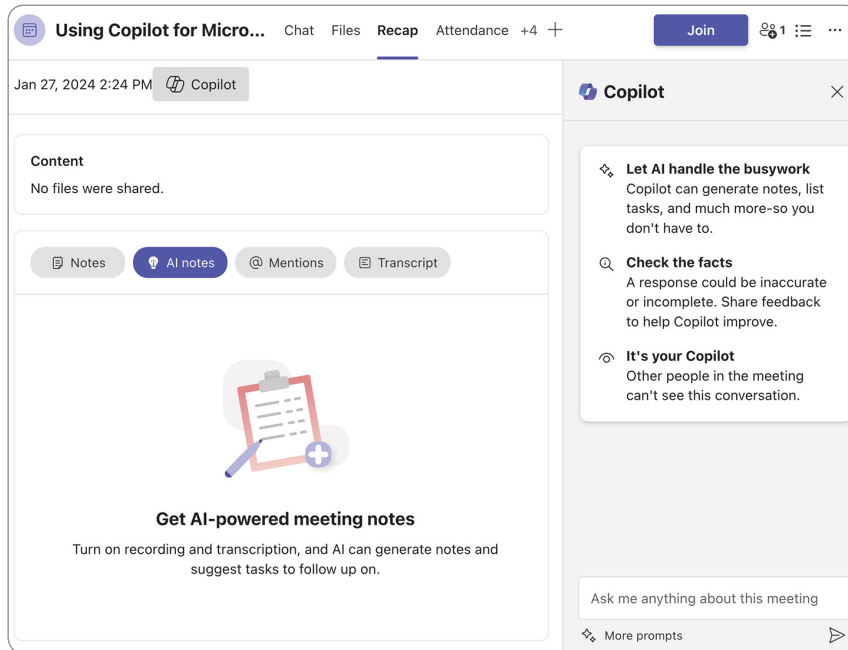 Using Copilot for Micro... Chat Files Recap Attendance +4 Join 1
Jan 27, 2024 2:24 PM Copilot
Content
No files were shared.
Notes AI notes @ Mentions Transcript
Get AI-powered meeting notes
Turn on recording and transcription, and AI can generate notes and
suggest tasks to follow up on.
Copilot
Let AI handle the busywork
Copilot can generate notes, list
tasks, and much more-so you
don't have to.
Check the facts
A response could be inaccurate
or incomplete. Share feedback
to help Copilot improve.
It's your Copilot
Other people in the meeting
can't see this conversation.
Ask me anything about this meeting
More prompts